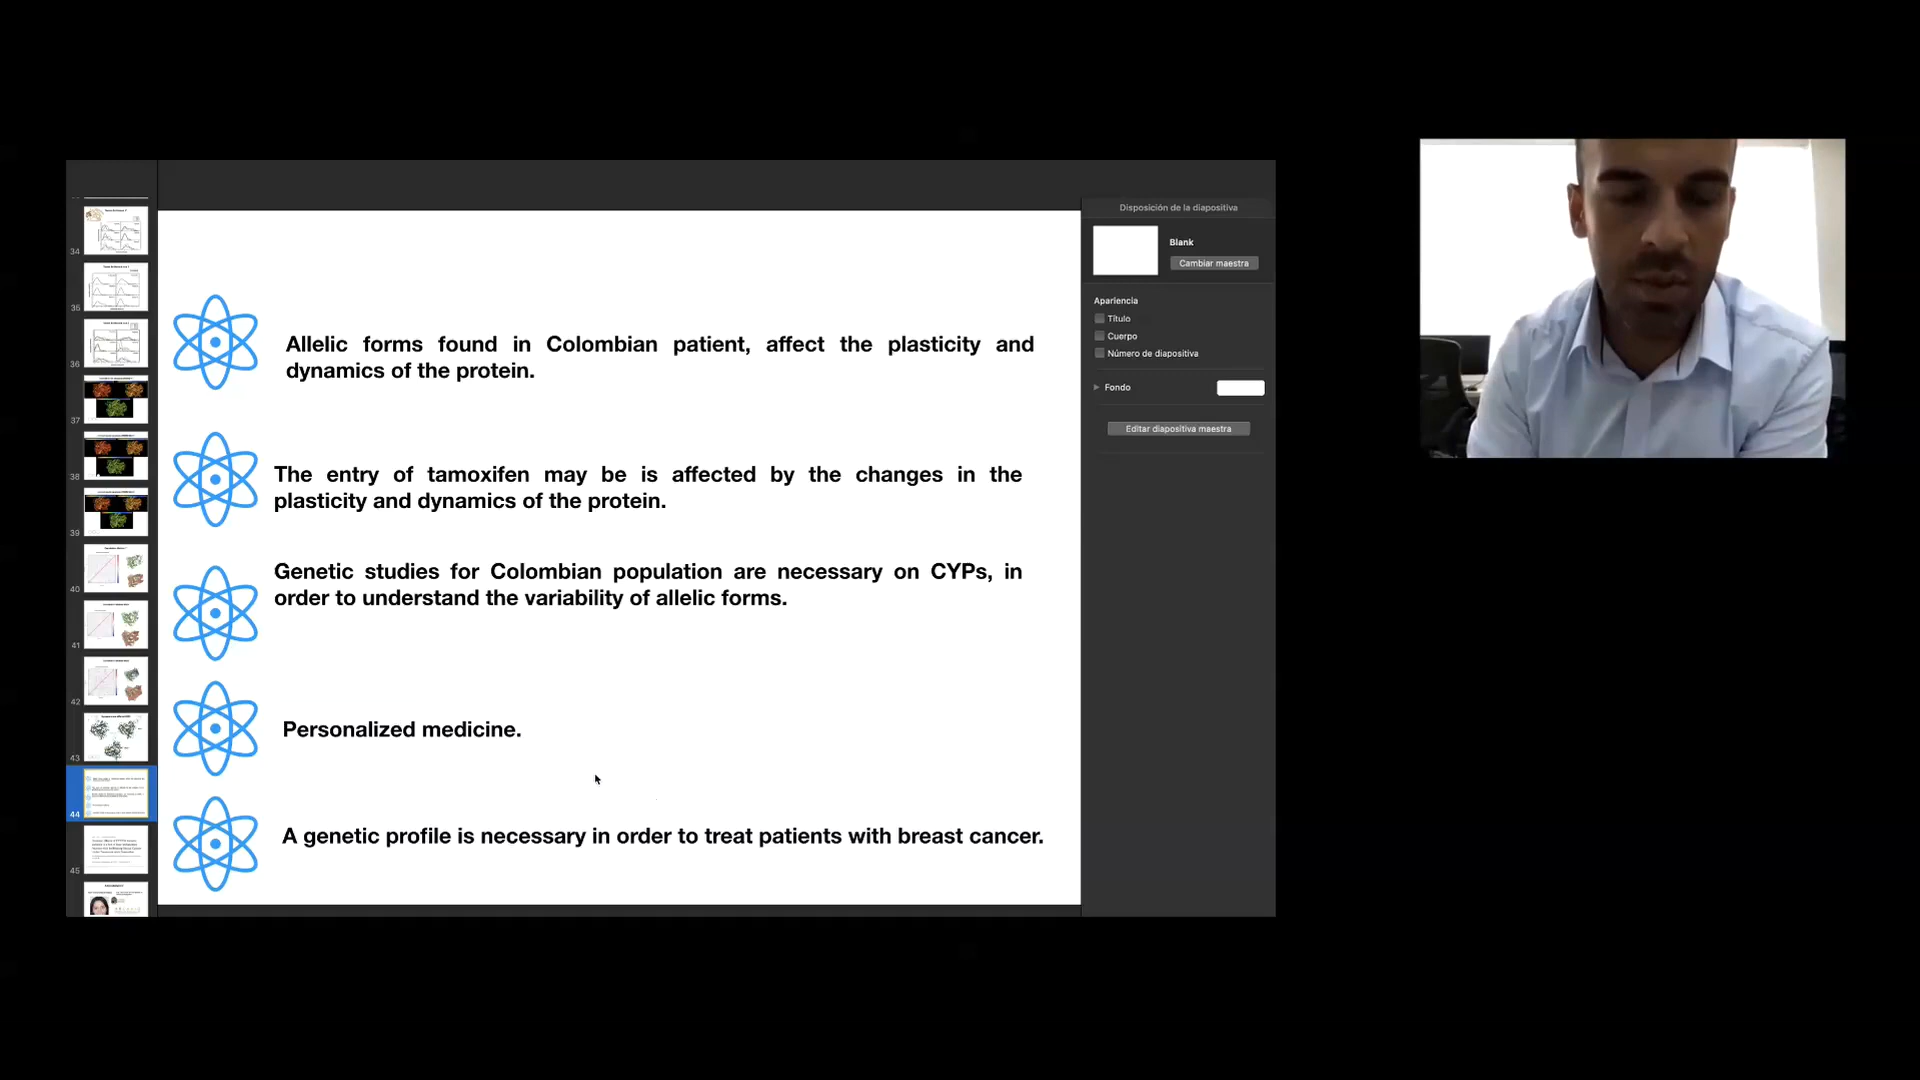 34
35
36
37
38
39
40
41
42
43
44
45
Allelic forms found in Colombian patient, affect the plasticity and
dynamics of the protein.
The entry of tamoxifen may be is affected by the changes in the
plasticity and dynamics of the protein.
Genetic studies for Colombian population are necessary on CYPs, in
order to understand the variability of allelic forms.
Personalized medicine.
A genetic profile is necessary in order to treat patients with breast cancer.
Disposición de la diapositiva
Blank
Cambiar maestra
Apariencia
Título
Cuerpo
Número de diapositiva
Fondo
Editar diapositiva maestra